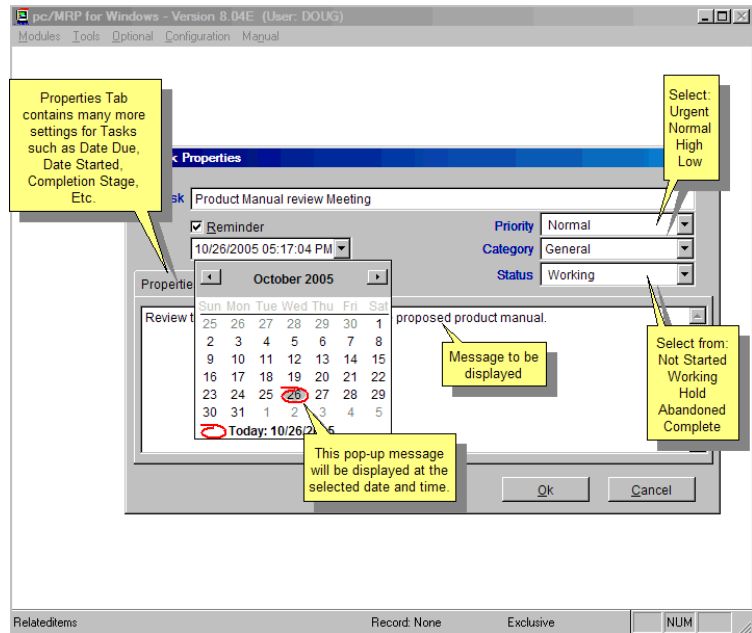 pc/MRP for Windows - Version 8.04E (User: DOUG)
Modules Tools Optional Configuration Manual
Properties Tab
contains many more
settings for Tasks
such as Date Due,
Date Started,
Completion Stage,
Etc.
Select:
Urgent
Normal
High
Low
Properties
Product Manual review Meeting
Reminder
10/26/2005 05:17:04 PM
Priority Normal
Category General
Status Working
October 2005
Sun Mon Tue Wed Thu Fri Sat
25 26 27 28 29 30 1
2 3 4 5 6 7 8
9 10 11 12 13 14 15
16 17 18 19 20 21 22
23 24 25 26 27 28 29
30 31 1 2 3 4 5
Today: 10/26/2005
Review proposed product manual.
Message to be
displayed
Select from:
Not Started
Working
Hold
Abandoned
Complete
This pop-up message
will be displayed at the
selected date and time.
Ok Cancel
Relateditems Record: None Exclusive NUM